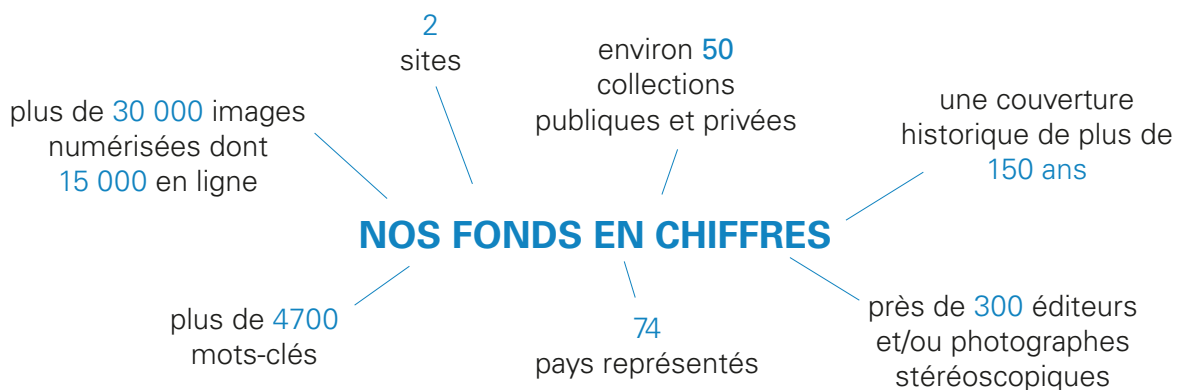 2
sites
environ 50
collections
publiques et privées
plus de 30 000 images
numérisées dont
15 000 en ligne
une couverture
historique de plus de
150 ans
NOS FONDS EN CHIFFRES
plus de 4700
mots-clés
74
pays représentés
près de 300 éditeurs
et/ou photographes
stéréoscopiques